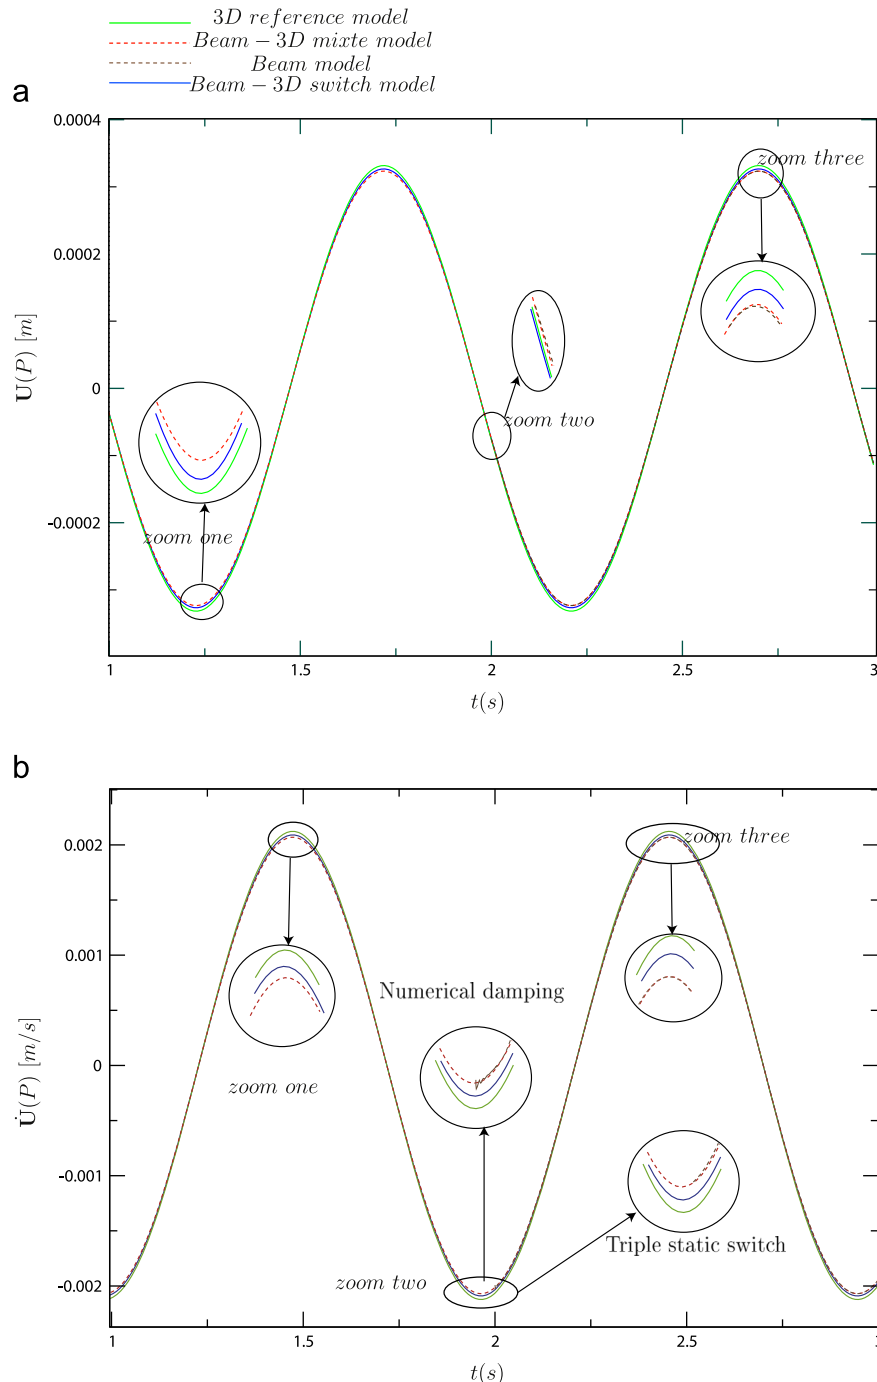 3D reference model
Beam − 3D mixte model
Beam model
Beam − 3D switch model
a
0.0004
zoom three
0.0002
U(P) [m]
0
zoom two
zoom one
-0.0002
1
1.5
2
2.5
3
t(s)
b
0.002
zoom three
0.001
Numerical damping
U̇(P) [m/s]
0
zoom one
-0.001
Triple static switch
zoom two
-0.002
1
1.5
2
2.5
3
t(s)